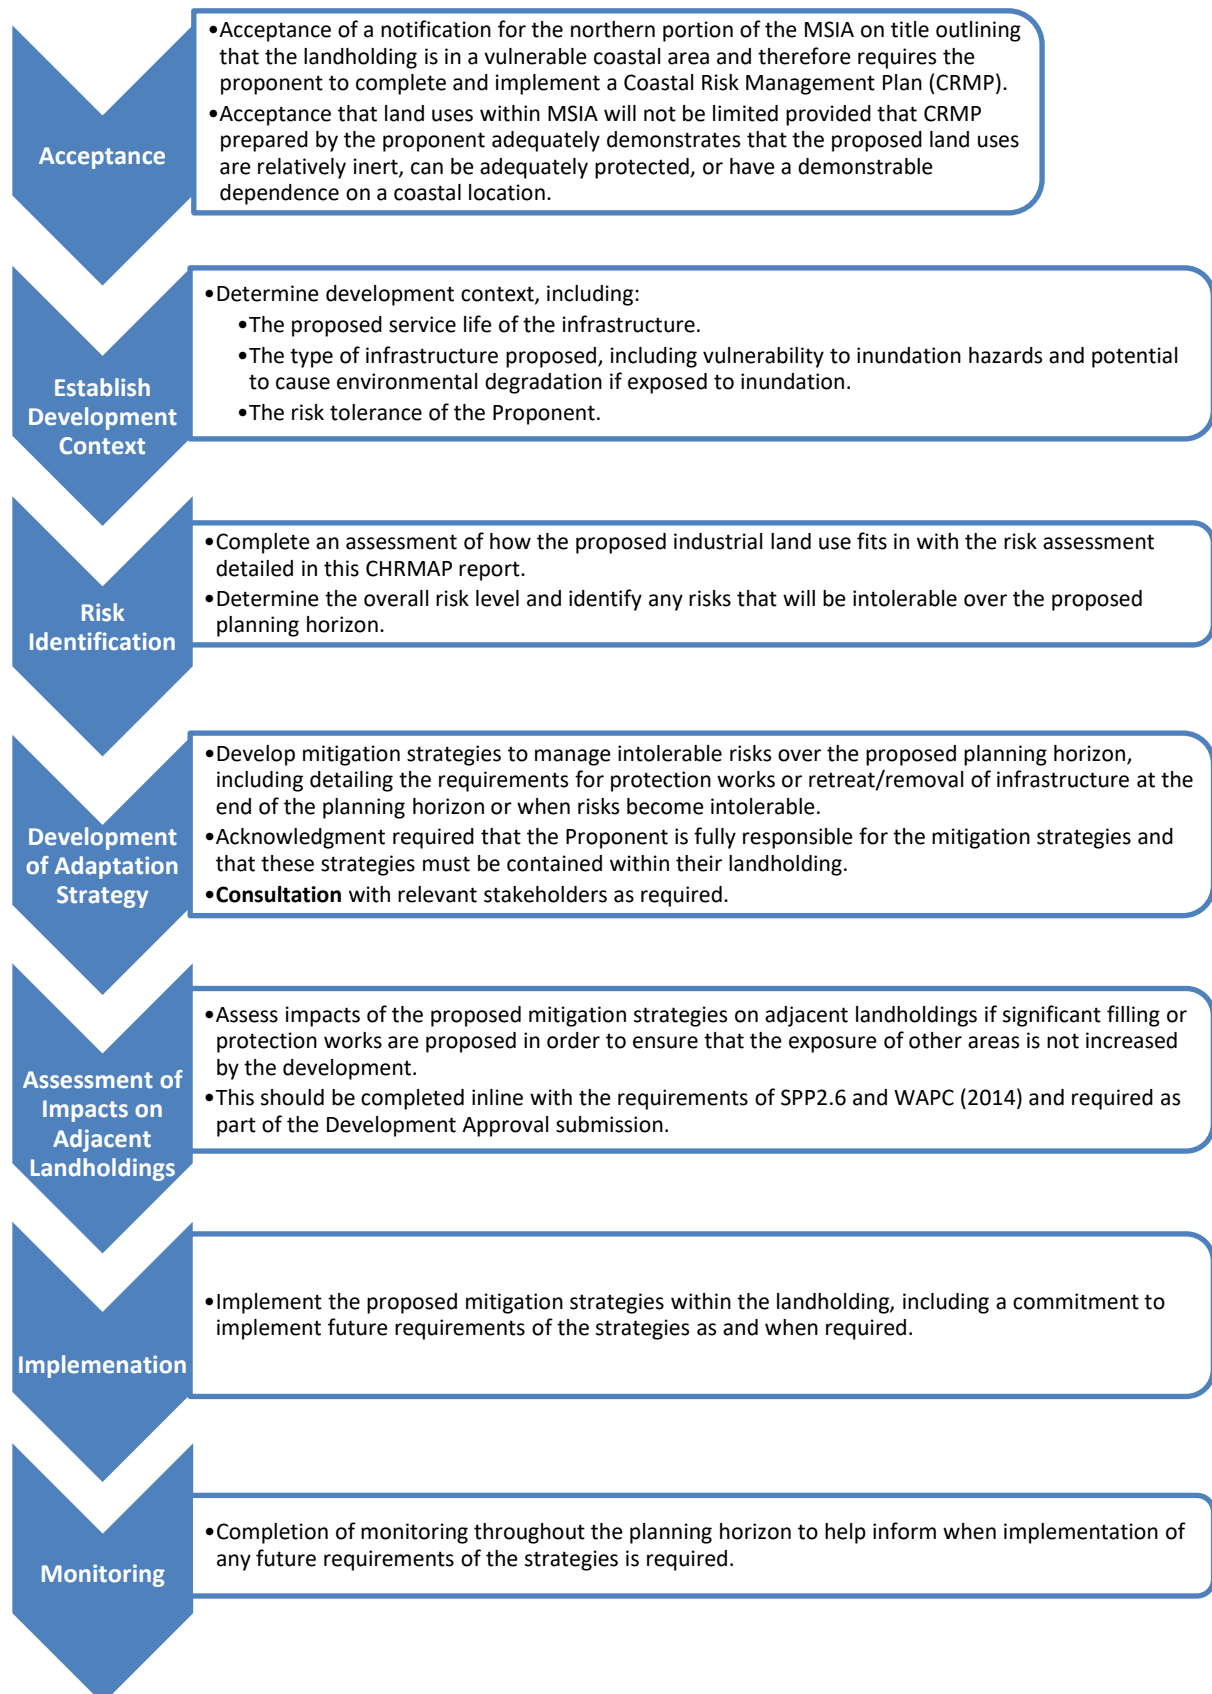 Acceptance
•Acceptance of a notification for the northern portion of the MSIA on title outlining
that the landholding is in a vulnerable coastal area and therefore requires the
proponent to complete and implement a Coastal Risk Management Plan (CRMP).
•Acceptance that land uses within MSIA will not be limited provided that CRMP
prepared by the proponent adequately demonstrates that the proposed land uses
are relatively inert, can be adequately protected, or have a demonstrable
dependence on a coastal location.
Establish
Development
Context
•Determine development context, including:
•The proposed service life of the infrastructure.
•The type of infrastructure proposed, including vulnerability to inundation hazards and potential
to cause environmental degradation if exposed to inundation.
•The risk tolerance of the Proponent.
Risk
Identification
•Complete an assessment of how the proposed industrial land use fits in with the risk assessment
detailed in this CHRMAP report.
•Determine the overall risk level and identify any risks that will be intolerable over the proposed
planning horizon.
Development
of Adaptation
Strategy
•Develop mitigation strategies to manage intolerable risks over the proposed planning horizon,
including detailing the requirements for protection works or retreat/removal of infrastructure at the
end of the planning horizon or when risks become intolerable.
•Acknowledgment required that the Proponent is fully responsible for the mitigation strategies and
that these strategies must be contained within their landholding.
•Consultation with relevant stakeholders as required.
Assessment of
Impacts on
Adjacent
Landholdings
•Assess impacts of the proposed mitigation strategies on adjacent landholdings if significant filling or
protection works are proposed in order to ensure that the exposure of other areas is not increased
by the development.
•This should be completed inline with the requirements of SPP2.6 and WAPC (2014) and required as
part of the Development Approval submission.
Implemenation
•Implement the proposed mitigation strategies within the landholding, including a commitment to
implement future requirements of the strategies as and when required.
Monitoring
•Completion of monitoring throughout the planning horizon to help inform when implementation of
any future requirements of the strategies is required.